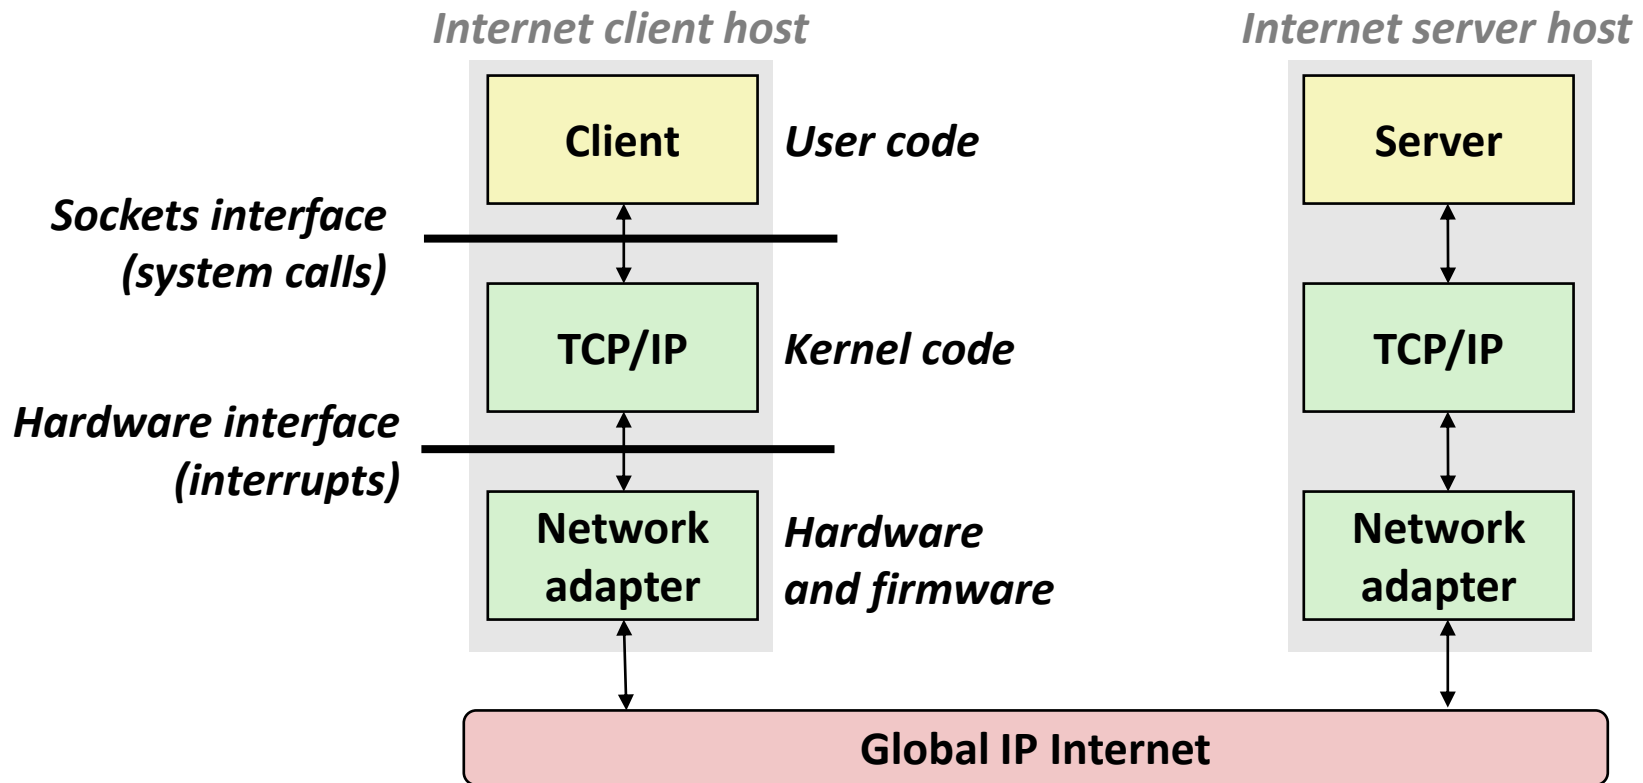 Internet client host
Internet server host
Client
User code
Server
Sockets interface
(system calls)
TCP/IP
Kernel code
TCP/IP
Hardware interface
(interrupts)
Network
adapter
Hardware
and firmware
Network
adapter
Global IP Internet